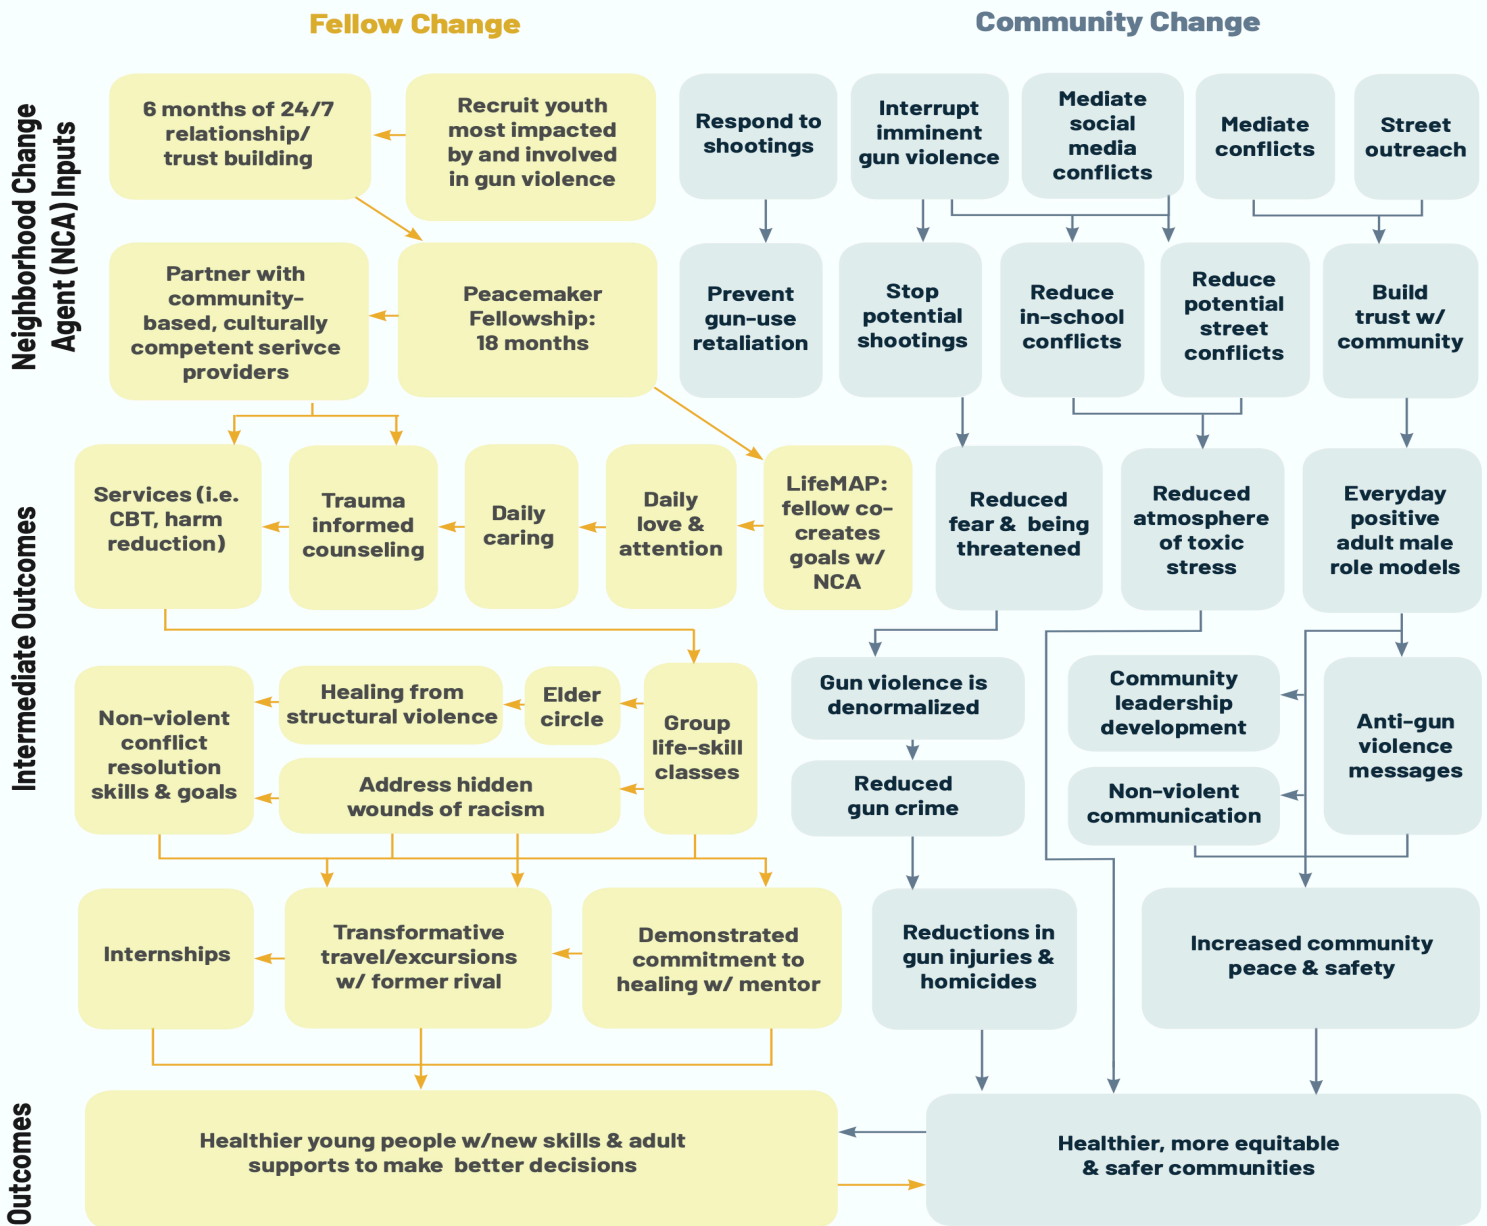 Fellow Change
Community Change
Neighborhood Change
Agent (NCA) Inputs
6 months of 24/7
relationship/
trust building
Recruit youth
most impacted
by and involved
in gun violence
Respond to
shootings
Interrupt
imminent
gun violence
Mediate
social
media
conflicts
Mediate
conflicts
Street
outreach
Partner with
community-
based, culturally
competent serivce
providers
Peacemaker
Fellowship:
18 months
Prevent
gun-use
retaliation
Stop
potential
shootings
Reduce
in-school
conflicts
Reduce
potential
street
conflicts
Build
trust w/
community
Intermediate Outcomes
Services (i.e.
CBT, harm
reduction)
Trauma
informed
counseling
Daily
caring
Daily
love &
attention
LifeMAP:
fellow co-
creates
goals w/
NCA
Reduced
fear & being
threatened
Reduced
atmosphere
of toxic
stress
Everyday
positive
adult male
role models
Non-violent
conflict
resolution
skills & goals
Healing from
structural violence
Elder
circle
Group
life-skill
classes
Address hidden
wounds of racism
Gun violence is
denormalized
Reduced
gun crime
Community
leadership
development
Non-violent
communication
Anti-gun
violence
messages
Internships
Transformative
travel/excursions
w/ former rival
Demonstrated
commitment to
healing w/ mentor
Reductions in
gun injuries &
homicides
Increased community
peace & safety
Outcomes
Healthier young people w/new skills & adult
supports to make better decisions
Healthier, more equitable
& safer communities